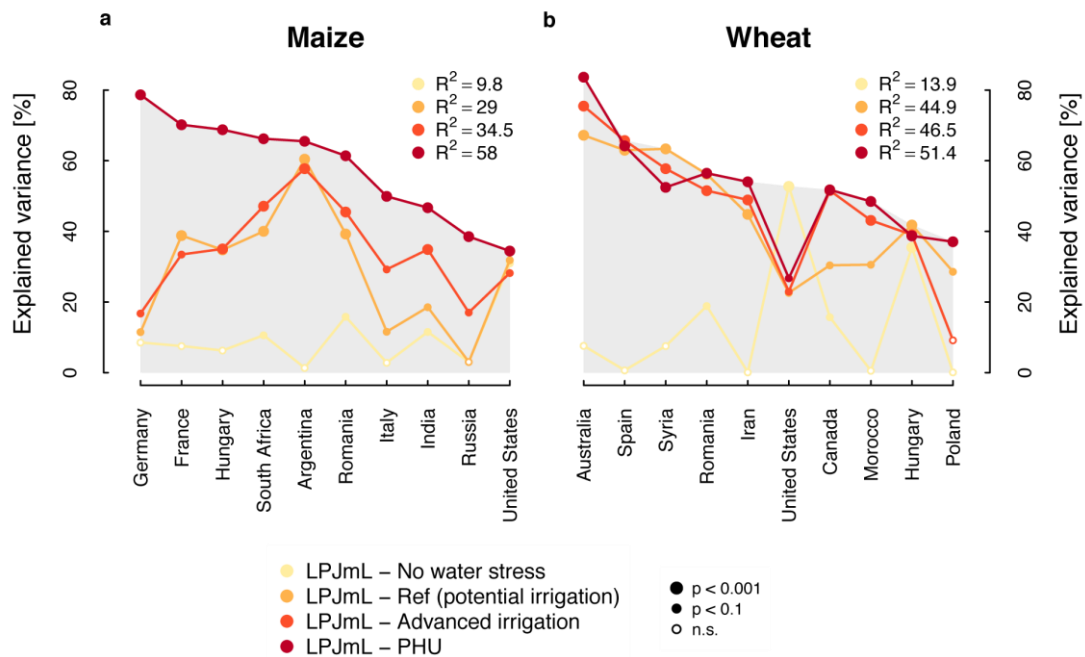 a
Maize
Explained variance [%]
80
60
40
20
0
R² = 9.8
R² = 29
R² = 34.5
R² = 58
Germany
France
Hungary
South Africa
Argentina
Romania
Italy
India
Russia
United States
b
Wheat
R² = 13.9
R² = 44.9
R² = 46.5
R² = 51.4
80
60
40
20
0
Explained variance [%]
Australia
Spain
Syria
Romania
Iran
United States
Canada
Morocco
Hungary
Poland
LPJmL – No water stress
LPJmL – Ref (potential irrigation)
LPJmL – Advanced irrigation
LPJmL – PHU
p < 0.001
p < 0.1
n.s.